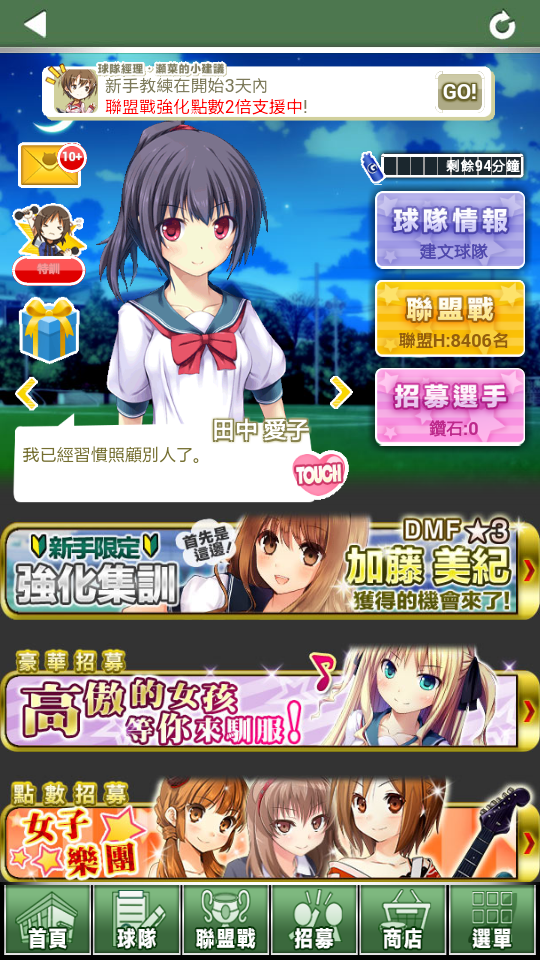 球隊經理・瀨菜的小建議
新手教練在開始3天內
聯盟戰強化點數2倍支援中!
GO!
10+
特訓
G
剩餘94分鐘
球隊情報
建文球隊
聯盟戰
聯盟H:8406名
招募選手
鑽石:0
田中 愛子
我已經習慣照顧別人了。
TOUCH
新手限定
強化集訓
首先是
這邊!
DMF★3
加藤 美紀
獲得的機會來了!
豪華招募
高傲的女孩
等你來馴服!
點數招募
女子
樂團
首頁
球隊
聯盟戰
招募
商店
選單